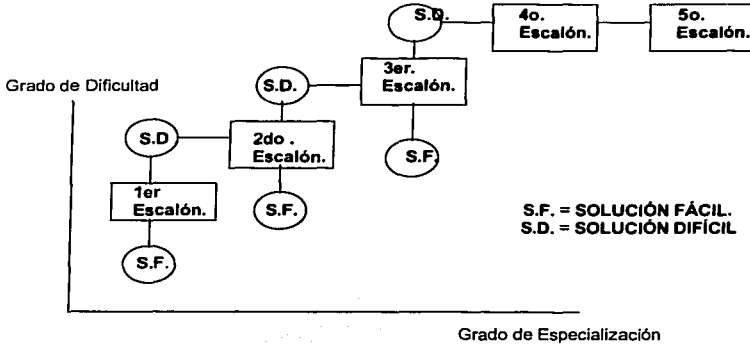 S.D.
4o.
Escalón.
5o.
Escalón.
Grado de Dificultad
S.D.
3er.
Escalón.
S.D
2do .
Escalón.
S.F.
1er
Escalón.
S.F.
S.F.
S.F. = SOLUCIÓN FÁCIL.
S.D. = SOLUCIÓN DIFÍCIL
Grado de Especialización